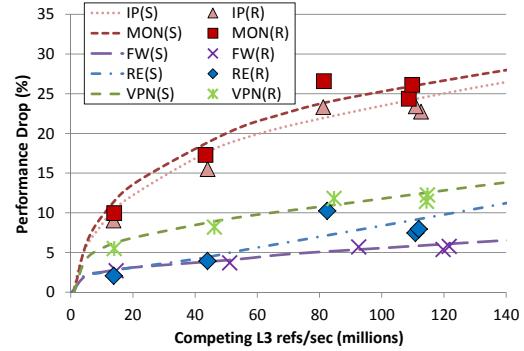 40
35
30
25
20
15
10
5
0
Performance Drop (%)
IP(S) IP(R)
MON(S) MON(R)
FW(S) FW(R)
RE(S) RE(R)
VPN(S) VPN(R)
0 20 40 60 80 100 120 140
Competing L3 refs/sec (millions)